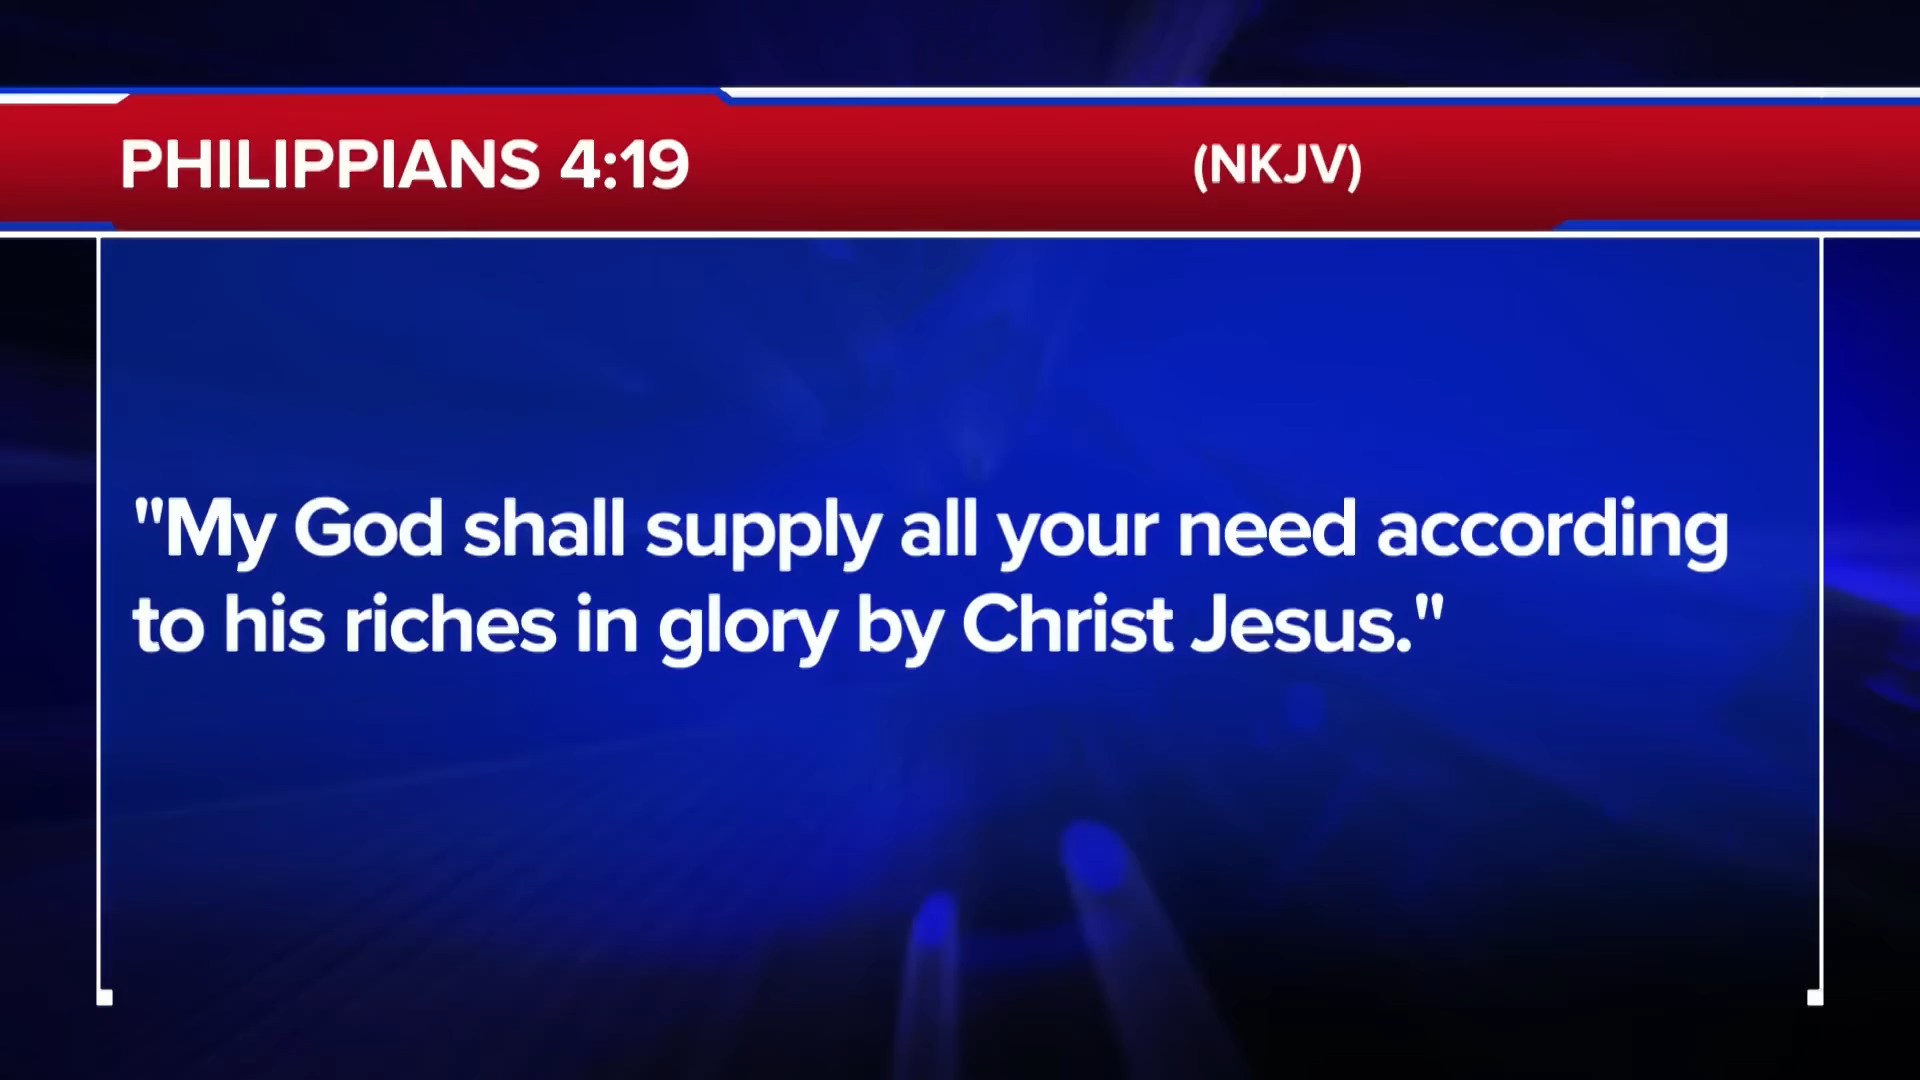 PHILIPPIANS 4:19 (NKJV)
"My God shall supply all your need according
to his riches in glory by Christ Jesus."